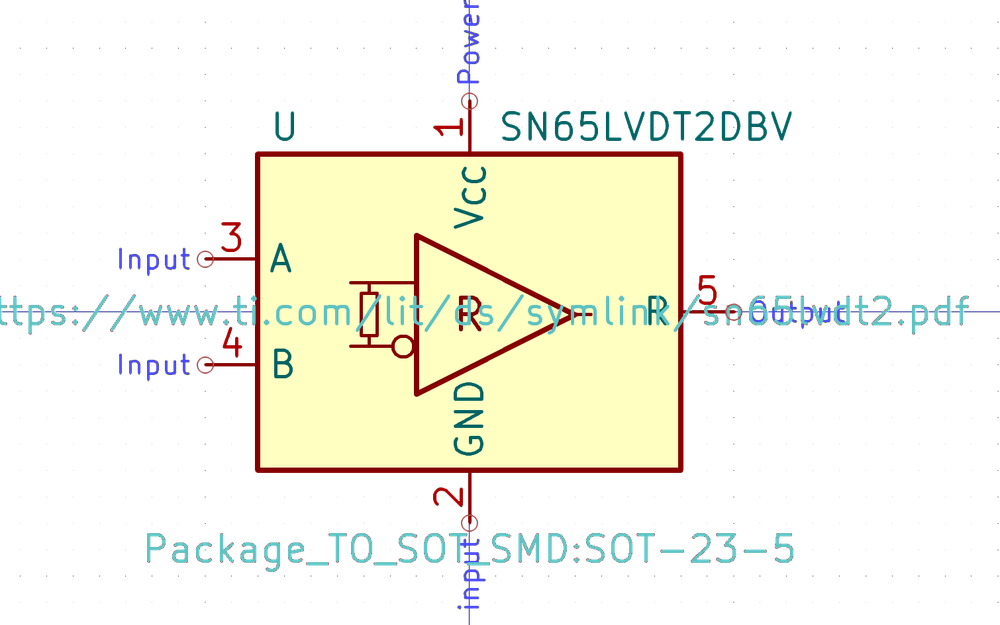 Power
U
SN65LVDT2DBV
1
Vcc
Input
3
A
ttps://www.ti.com/lit/ds/symlink/sn65lvdt2.pdf
R
R
5
Output
Input
4
B
GND
2
Package_TO_SOT_SMD:SOT-23-5
input